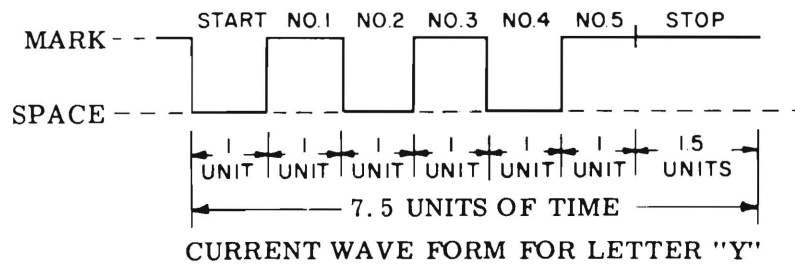 START NO.1 NO.2 NO.3 NO.4 NO.5 STOP
MARK
SPACE
1 1 1 1 1 1 1.5
UNIT UNIT UNIT UNIT UNIT UNIT UNITS
7.5 UNITS OF TIME
CURRENT WAVE FORM FOR LETTER "Y"